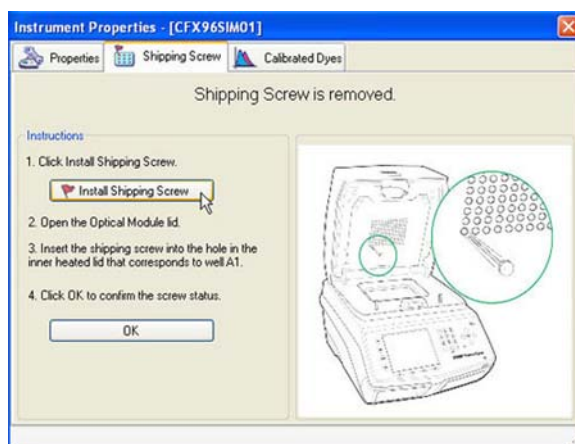 Instrument Properties - [CFX96SIM01]
Properties
Shipping Screw
Calibrated Dyes
Shipping Screw is removed.
Instructions
1. Click Install Shipping Screw.
Install Shipping Screw
2. Open the Optical Module lid.
3. Insert the shipping screw into the hole in the
inner heated lid that corresponds to well A1.
4. Click OK to confirm the screw status.
OK